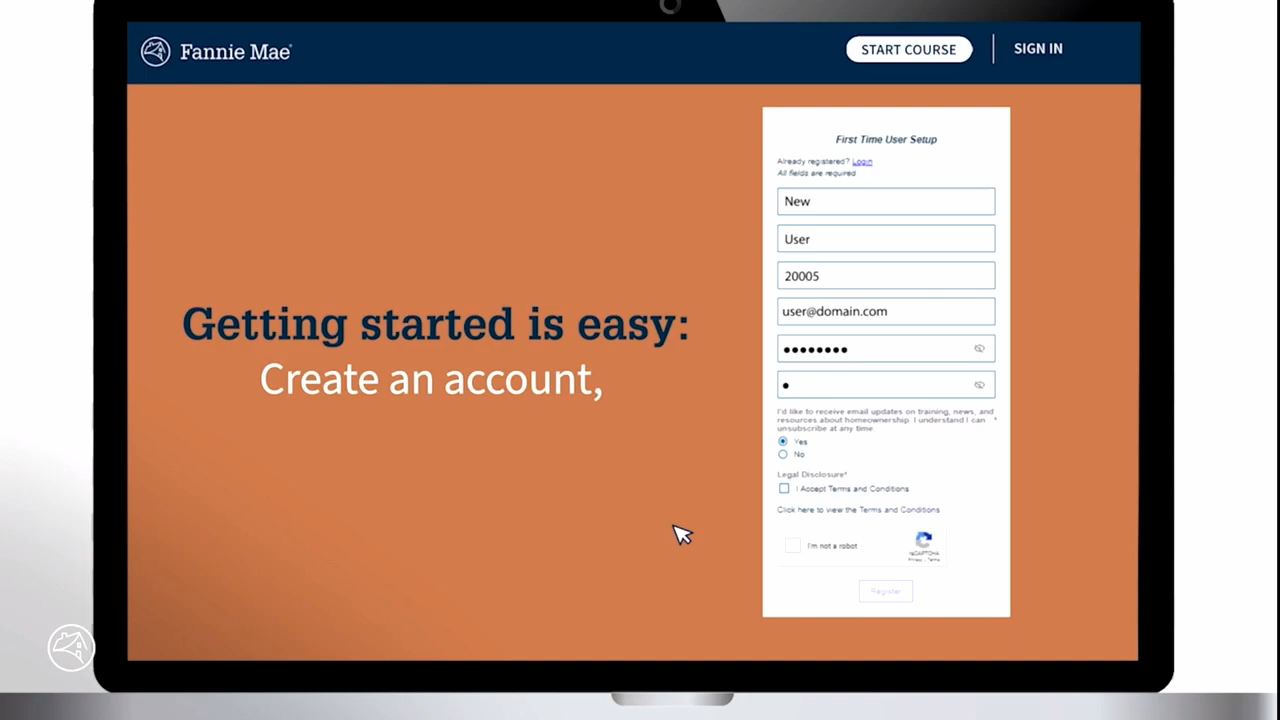 Fannie Mae
START COURSE
SIGN IN
Getting started is easy:
Create an account,
First Time User Setup
Already registered? Login
All fields are required
New
User
20005
user@domain.com
I'd like to receive email updates on training, news, and
resources about homeownership. I understand I can *
unsubscribe at any time.
Yes
No
Legal Disclosure*
I Accept Terms and Conditions
Click here to view the Terms and Conditions
I'm not a robot
reCAPTCHA
Privacy - Terms
Register